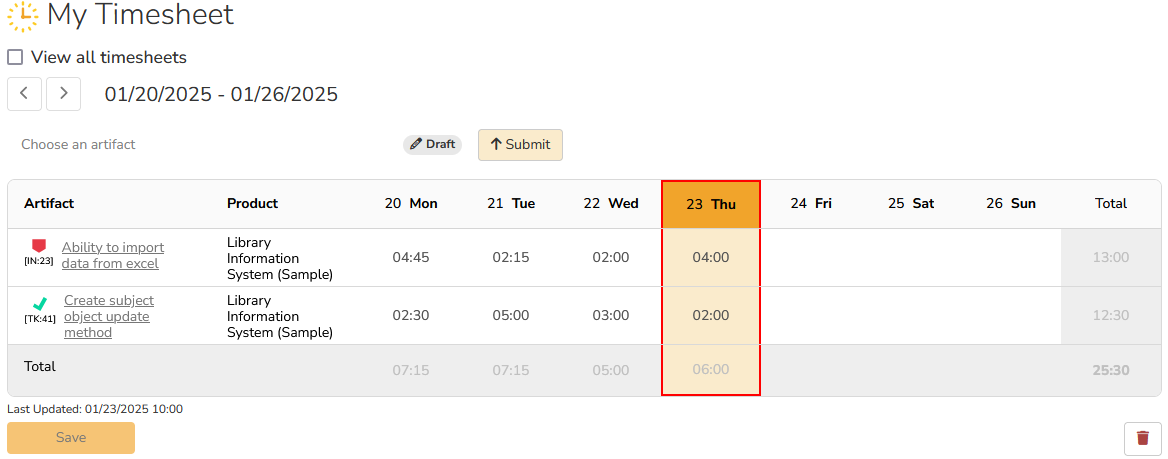 My Timesheet
View all timesheets
01/20/2025 - 01/26/2025
Choose an artifact
Draft
Submit
Artifact Product 20 Mon 21 Tue 22 Wed 23 Thu 24 Fri 25 Sat 26 Sun Total
[IN:23] Ability to import data from excel Library Information System (Sample) 04:45 02:15 02:00 04:00 13:00
[TK:41] Create subject object update method Library Information System (Sample) 02:30 05:00 03:00 02:00 12:30
Total 07:15 07:15 05:00 06:00 25:30
Last Updated: 01/23/2025 10:00
Save